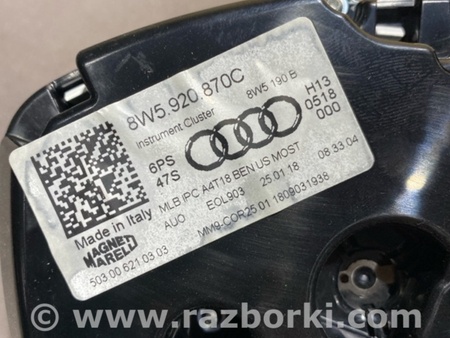 8W5.920 870C
Instrument Cluster
8W5 190 B
H13
0518
000
6PS
47S
MLB IPC A4T18 BEN US MOST
AUO EOL903 25.01.18 08.33.04
MM9-COR25 01 1809031938
Made in Italy
MAGNETI
MARELLI
503 00 621 03 03
www.razborki.com